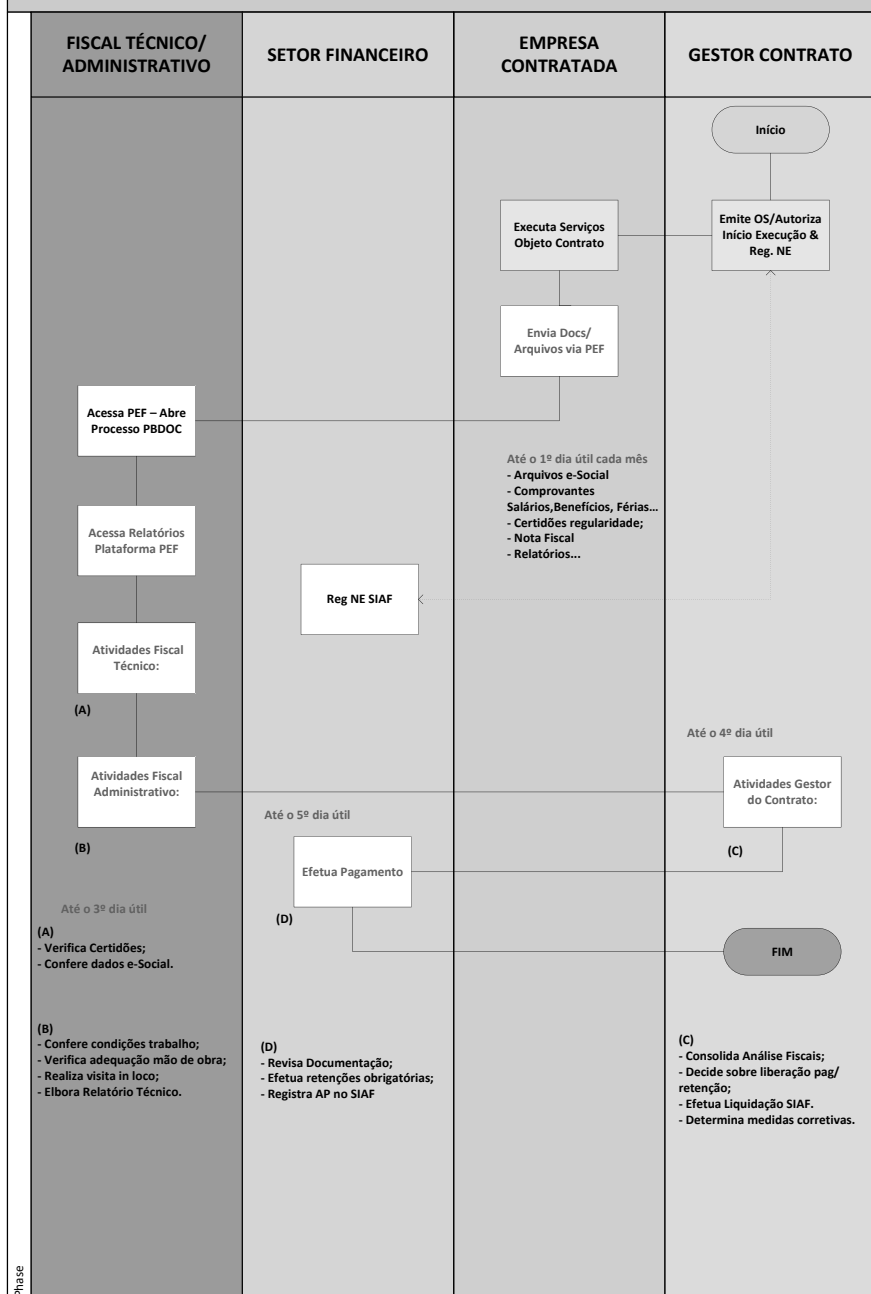 FISCAL TÉCNICO/
ADMINISTRATIVO
SETOR FINANCEIRO
EMPRESA
CONTRATADA
GESTOR CONTRATO
Início
Executa Serviços
Objeto Contrato
Emite OS/Autoriza
Início Execução &
Reg. NE
Envia Docs/
Arquivos via PEF
Acessa PEF – Abre
Processo PBDOC
Até o 1º dia útil cada mês
- Arquivos e-Social
- Comprovantes
Salários,Benefícios, Férias...
- Certidões regularidade;
- Nota Fiscal
- Relatórios...
Acessa Relatórios
Plataforma PEF
Reg NE SIAF
Atividades Fiscal
Técnico:
(A)
Até o 4º dia útil
Atividades Fiscal
Administrativo:
Atividades Gestor
do Contrato:
Até o 5º dia útil
(B)
(C)
Efetua Pagamento
(D)
Até o 3º dia útil
(A)
- Verifica Certidões;
- Confere dados e-Social.
FIM
(B)
- Confere condições trabalho;
- Verifica adequação mão de obra;
- Realiza visita in loco;
- Elbora Relatório Técnico.
(D)
- Revisa Documentação;
- Efetua retenções obrigatórias;
- Registra AP no SIAF
(C)
- Consolida Análise Fiscais;
- Decide sobre liberação pag/
retenção;
- Efetua Liquidação SIAF.
- Determina medidas corretivas.
Phase